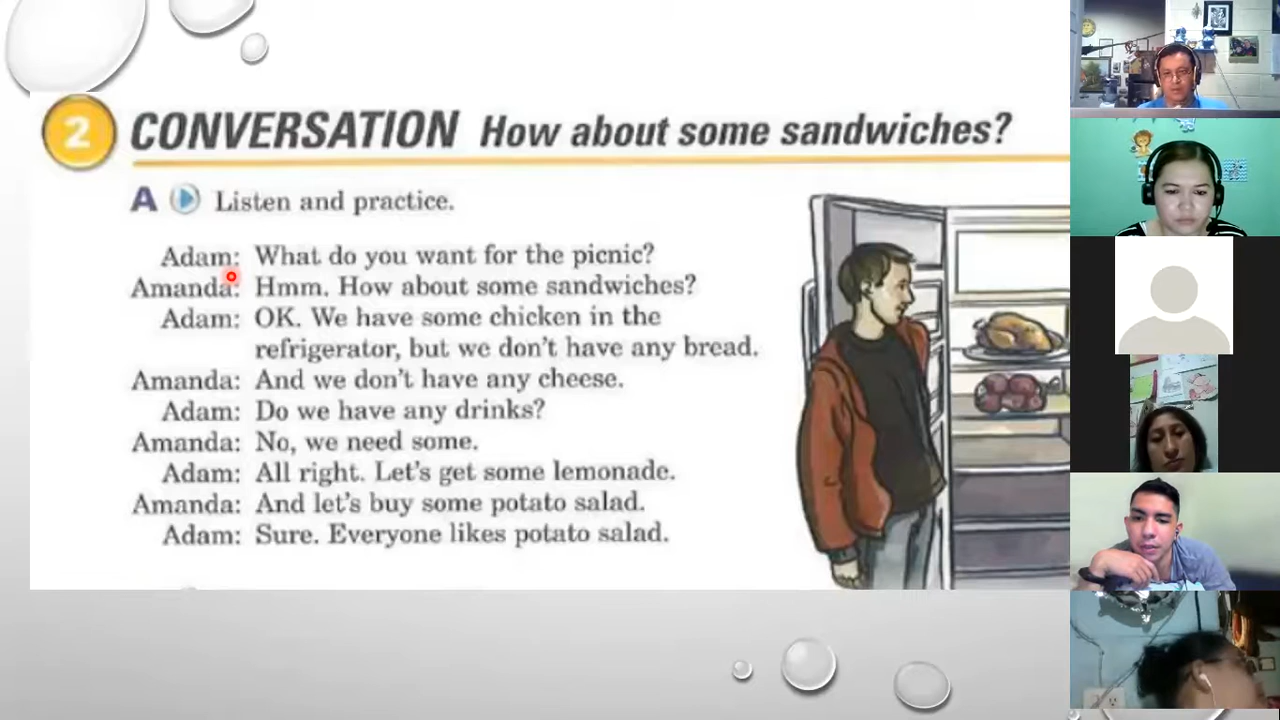 2 CONVERSATION How about some sandwiches?
A Listen and practice.
Adam: What do you want for the picnic?
Amanda: Hmm. How about some sandwiches?
Adam: OK. We have some chicken in the
refrigerator, but we don't have any bread.
Amanda: And we don't have any cheese.
Adam: Do we have any drinks?
Amanda: No, we need some.
Adam: All right. Let's get some lemonade.
Amanda: And let's buy some potato salad.
Adam: Sure. Everyone likes potato salad.